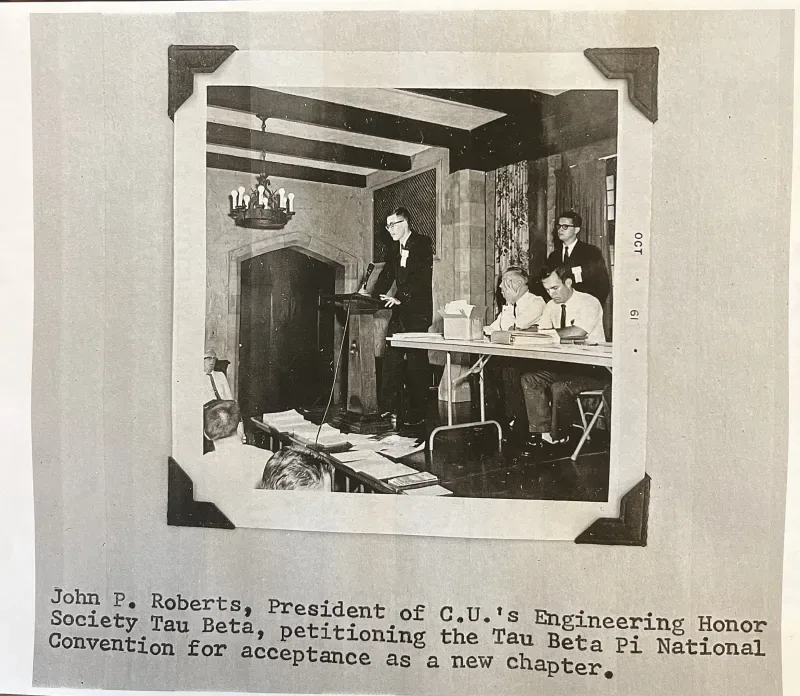 OCT • 61 •
John P. Roberts, President of C.U.'s Engineering Honor
Society Tau Beta, petitioning the Tau Beta Pi National
Convention for acceptance as a new chapter.